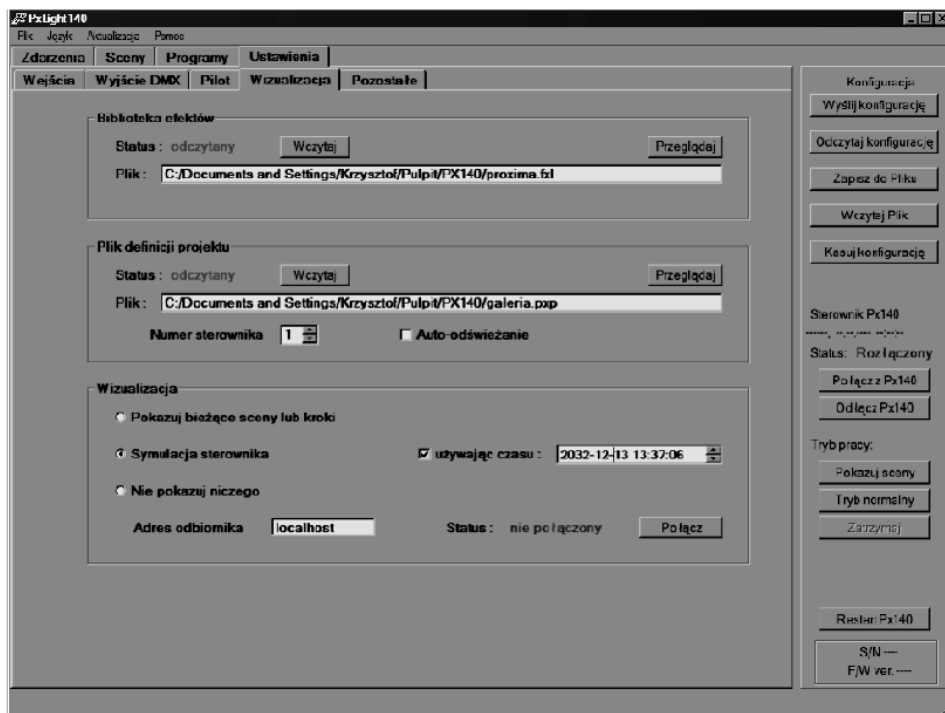 PxLight140
Plik Język Aktualizacja Pomoc
Zdarzenia Sceny Programy Ustawienia
Wejścia Wyjście DMX Pilot Wizualizacja Pozostałe
Biblioteka efektów
Status : odczytany Wczytaj Przeglądaj
Plik : C:/Documents and Settings/Krzysztof/Pulpit/PX140/proxima.fxl
Plik definicji projektu
Status : odczytany Wczytaj Przeglądaj
Plik : C:/Documents and Settings/Krzysztof/Pulpit/PX140/galeria.pxp
Numer sterownika 1 Auto-odświeżanie
Wizualizacja
Pokazuj bieżące sceny lub kroki
Symulacja sterownika używając czasu : 2032-12-13 13:37:06
Nie pokazuj niczego
Adres odbiornika localhost Status : nie połączony Połącz
Konfiguracja
Wyślij konfigurację
Odczytaj konfigurację
Zapisz do Pliku
Wczytaj Plik
Kasuj konfigurację
Sterownik Px140
------, --.--.---- --:--:--
Status: Rozłączony
Połącz z Px140
Odłącz Px140
Tryb pracy:
Pokazuj sceny
Tryb normalny
Zatrzymaj
Restart Px140
S/N ----
F/W ver. ----